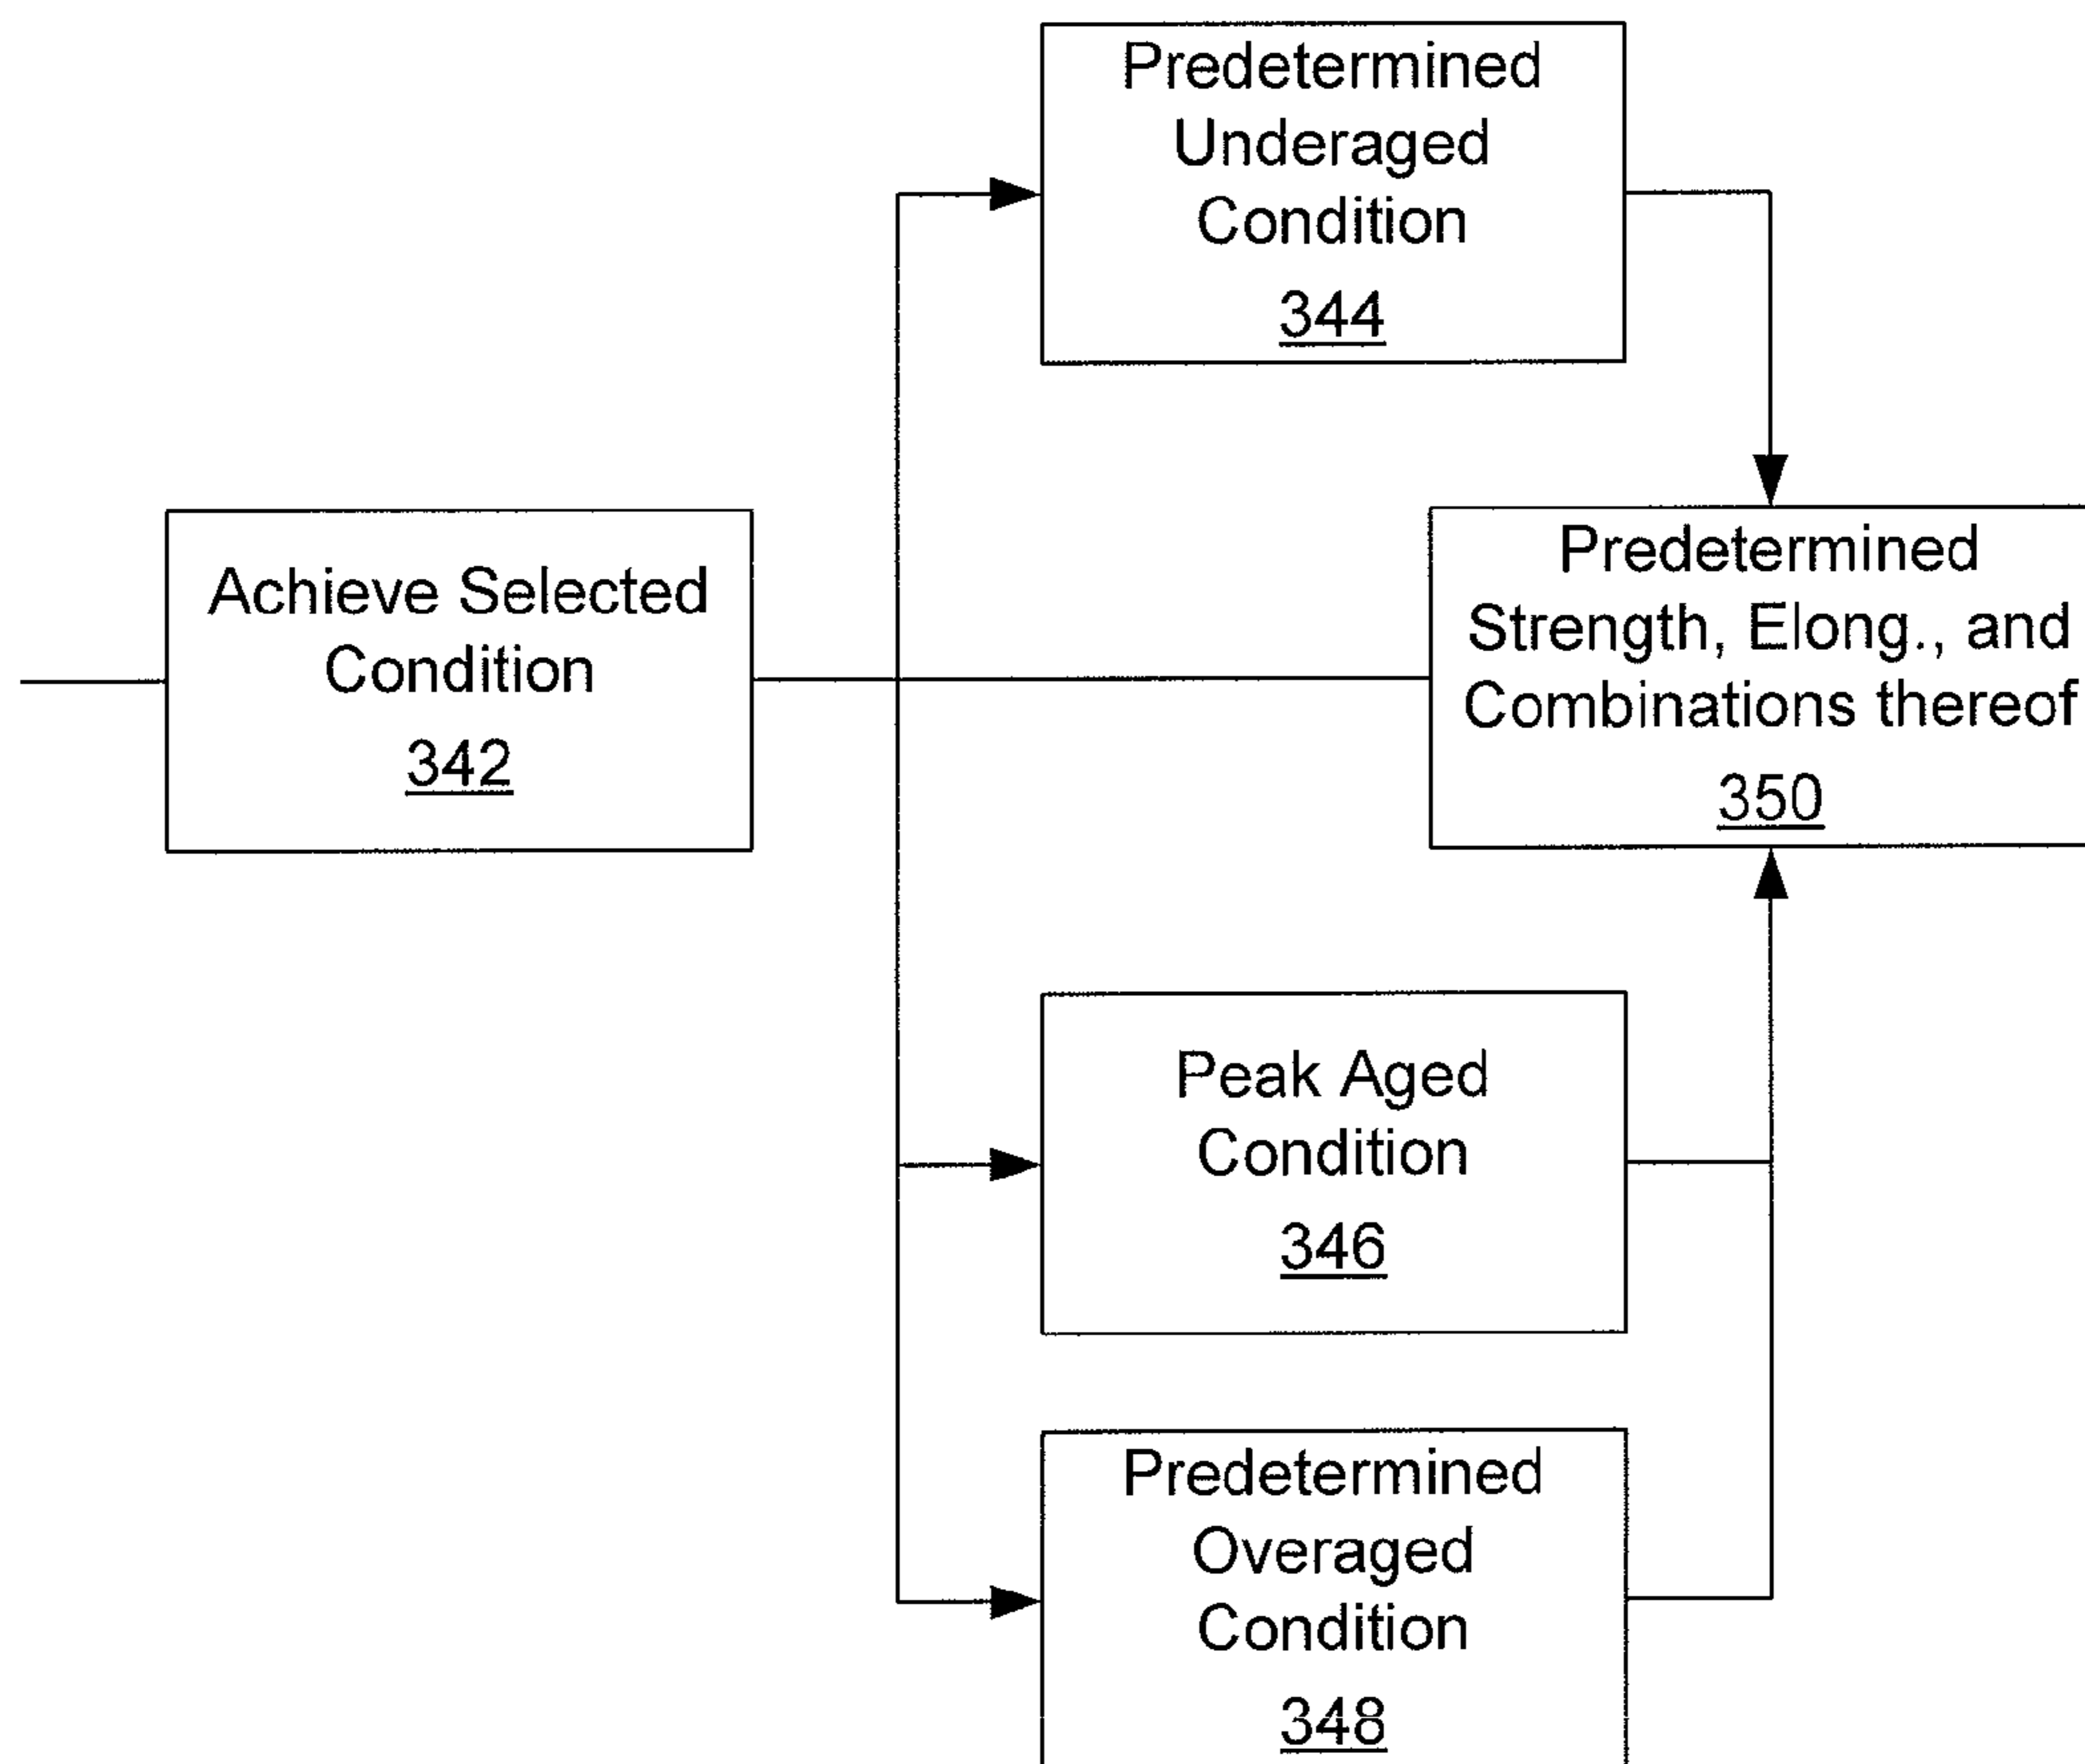 Predetermined
Underaged
Condition
344
Achieve Selected
Condition
342
Predetermined
Strength, Elong., and
Combinations thereof
350
Peak Aged
Condition
346
Predetermined
Overaged
Condition
348